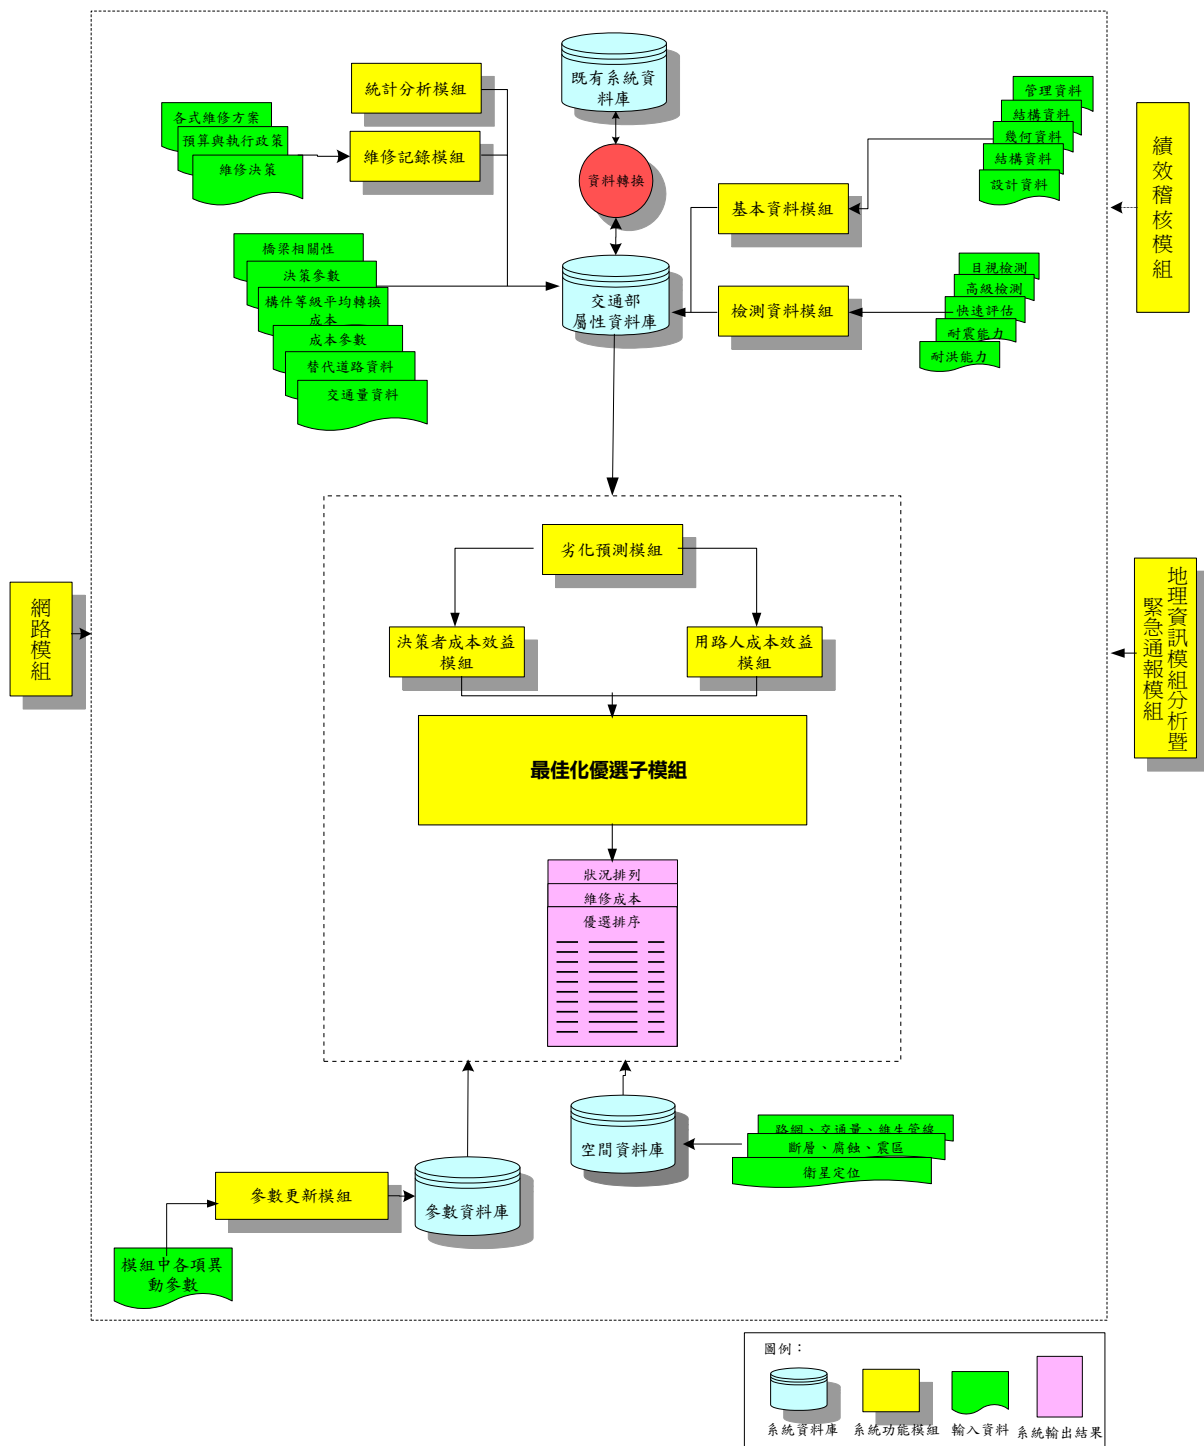 既有系統資
料庫
統計分析模組
維修記錄模組
各式維修方案
預算與執行政策
維修決策
資料轉換
管理資料
結構資料
幾何資料
結構資料
設計資料
基本資料模組
績效稽核模組
橋梁相關性
決策參數
構件等級平均轉換
成本
成本參數
替代道路資料
交通量資料
交通部
屬性資料庫
檢測資料模組
目視檢測
高級檢測
快速評估
耐震能力
耐洪能力
劣化預測模組
決策者成本效益
模組
用路人成本效益
模組
網路模組
地理資訊模組分析暨
緊急通報模組
最佳化優選子模組
狀況排列
維修成本
優選排序
空間資料庫
路網、交通量、維生管線
斷層、腐蝕、震區
衛星定位
參數更新模組
參數資料庫
模組中各項異
動參數
圖例：
系統資料庫
系統功能模組
輸入資料
系統輸出結果